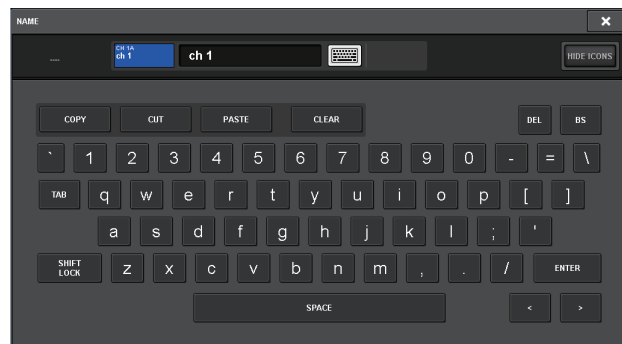 NAME ×
---- CH 1A ch 1 HIDE ICONS
ch 1
COPY CUT PASTE CLEAR DEL BS
` 1 2 3 4 5 6 7 8 9 0 - = \
TAB q w e r t y u i o p [ ]
a s d f g h j k l ; '
SHIFT LOCK z x c v b n m , . / ENTER
SPACE < >